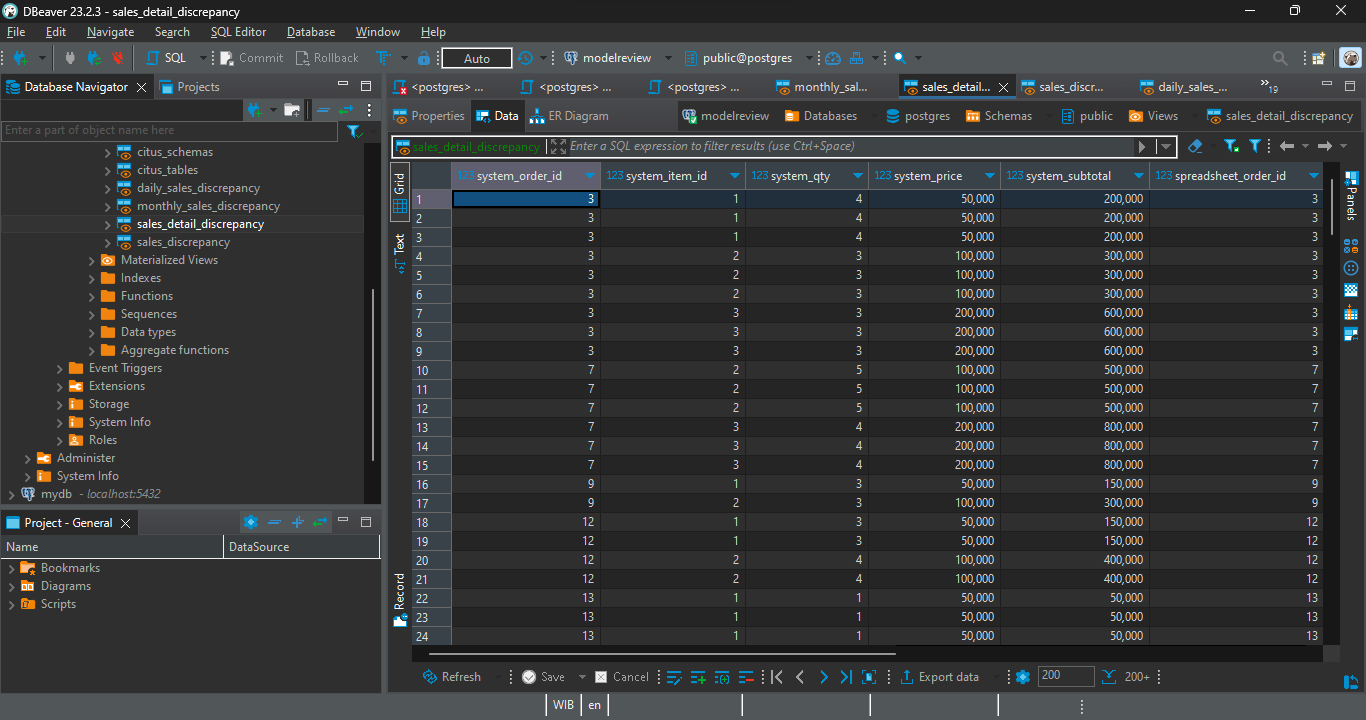 DBeaver 23.2.3 - sales_detail_discrepancy
File Edit Navigate Search SQL Editor Database Window Help
SQL Commit Rollback Auto modelreview public@postgres
Database Navigator Projects
<postgres> ... <postgres> ... <postgres> ... monthly_sal... sales_detail... sales_discr... daily_sales_... »19
Properties Data ER Diagram modelreview Databases postgres Schemas public Views sales_detail_discrepancy
Enter a part of object name here
sales_detail_discrepancy Enter a SQL expression to filter results (use Ctrl+Space)
citus_schemas
citus_tables
daily_sales_discrepancy
monthly_sales_discrepancy
sales_detail_discrepancy
sales_discrepancy
Materialized Views
Indexes
Functions
Sequences
Data types
Aggregate functions
Event Triggers
Extensions
Storage
System Info
Roles
Administer
System Info
mydb - localhost:5432
Project - General
Name DataSource
Bookmarks
Diagrams
Scripts
Grid
Text
Record
123 system_order_id 123 system_item_id 123 system_qty 123 system_price 123 system_subtotal 123 spreadsheet_order_id
1 3 1 4 50,000 200,000 3
2 3 1 4 50,000 200,000 3
3 3 1 4 50,000 200,000 3
4 3 2 3 100,000 300,000 3
5 3 2 3 100,000 300,000 3
6 3 2 3 100,000 300,000 3
7 3 3 3 200,000 600,000 3
8 3 3 3 200,000 600,000 3
9 3 3 3 200,000 600,000 3
10 7 2 5 100,000 500,000 7
11 7 2 5 100,000 500,000 7
12 7 2 5 100,000 500,000 7
13 7 3 4 200,000 800,000 7
14 7 3 4 200,000 800,000 7
15 7 3 4 200,000 800,000 7
16 9 1 3 50,000 150,000 9
17 9 2 3 100,000 300,000 9
18 12 1 3 50,000 150,000 12
19 12 1 3 50,000 150,000 12
20 12 2 4 100,000 400,000 12
21 12 2 4 100,000 400,000 12
22 13 1 1 50,000 50,000 13
23 13 1 1 50,000 50,000 13
24 13 1 1 50,000 50,000 13
Panels
Refresh Save Cancel Export data 200 200+
WIB en